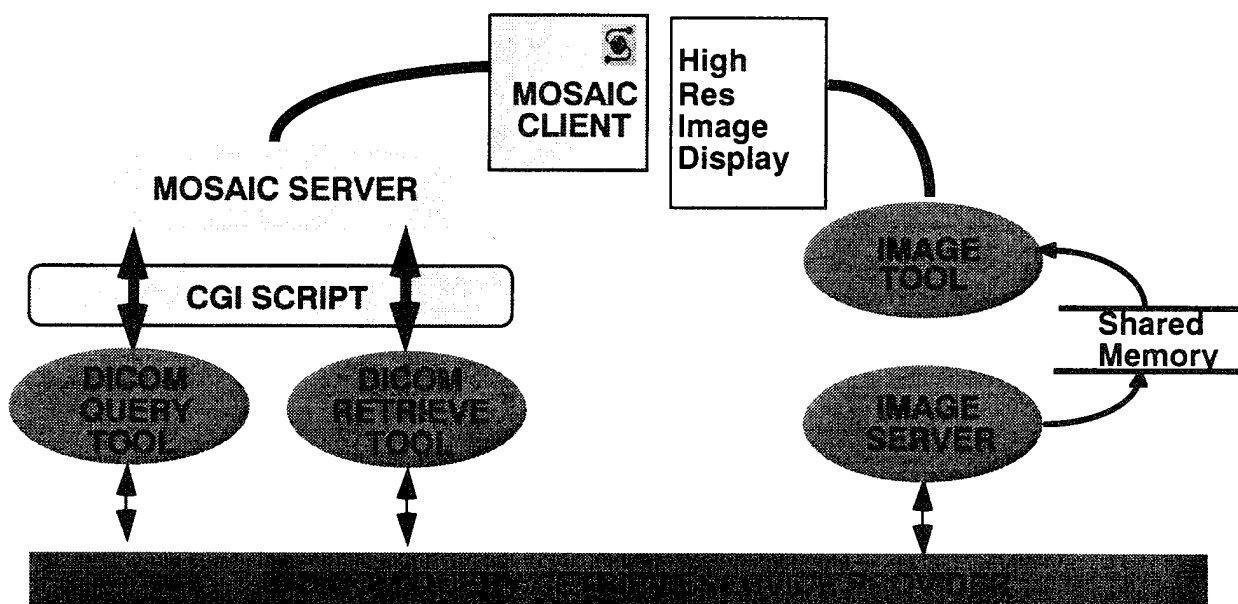 MOSAIC
CLIENT
High
Res
Image
Display
MOSAIC SERVER
IMAGE
TOOL
CGI SCRIPT
Shared
Memory
DICOM
QUERY
TOOL
DICOM
RETRIEVE
TOOL
IMAGE
SERVER
PROVIDER